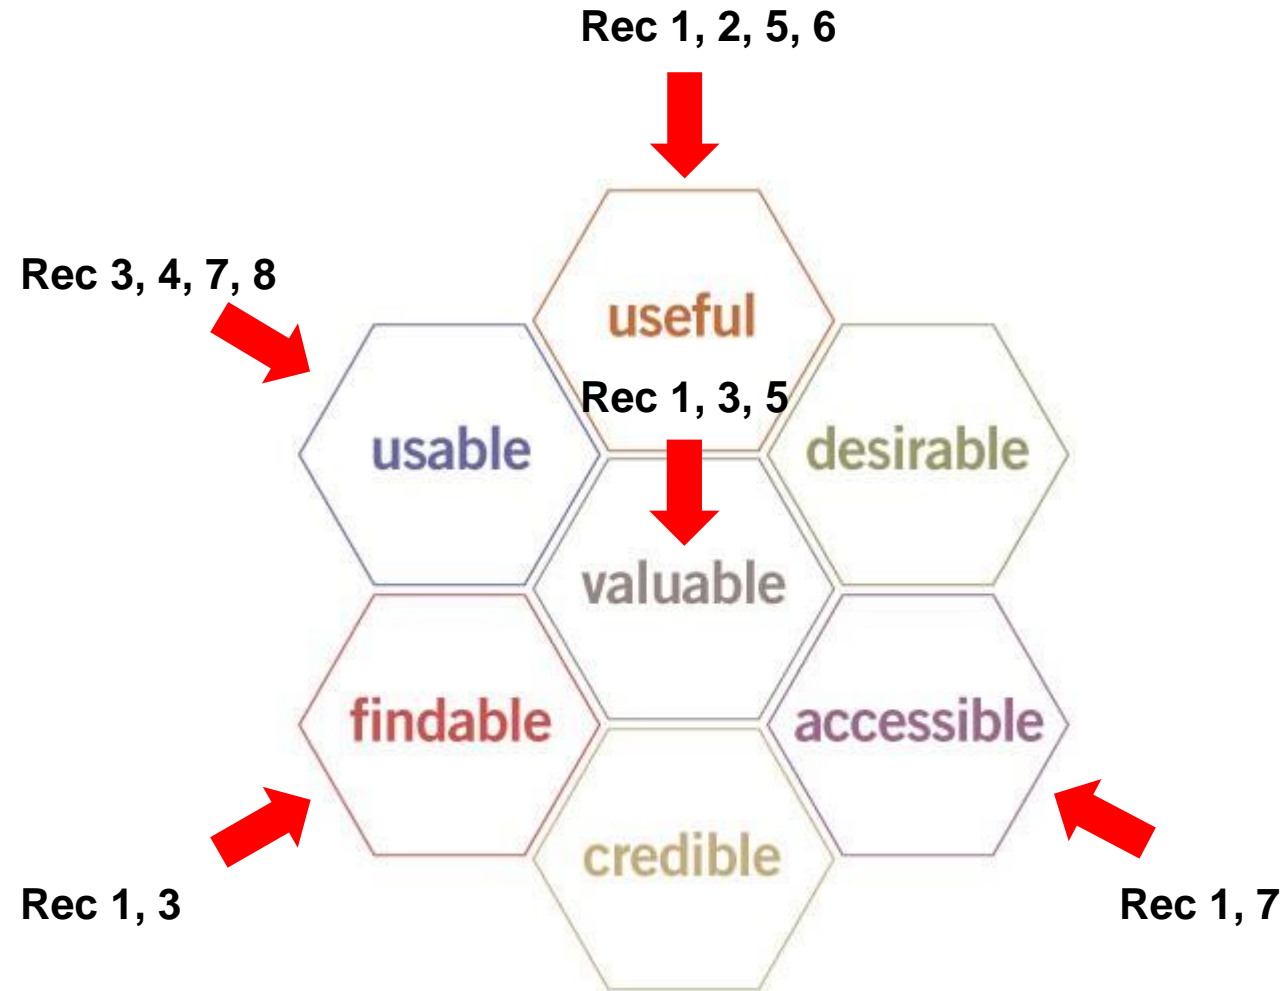 Rec 1, 2, 5, 6
Rec 3, 4, 7, 8
useful
Rec 1, 3, 5
usable
desirable
valuable
findable
accessible
credible
Rec 1, 3
Rec 1, 7